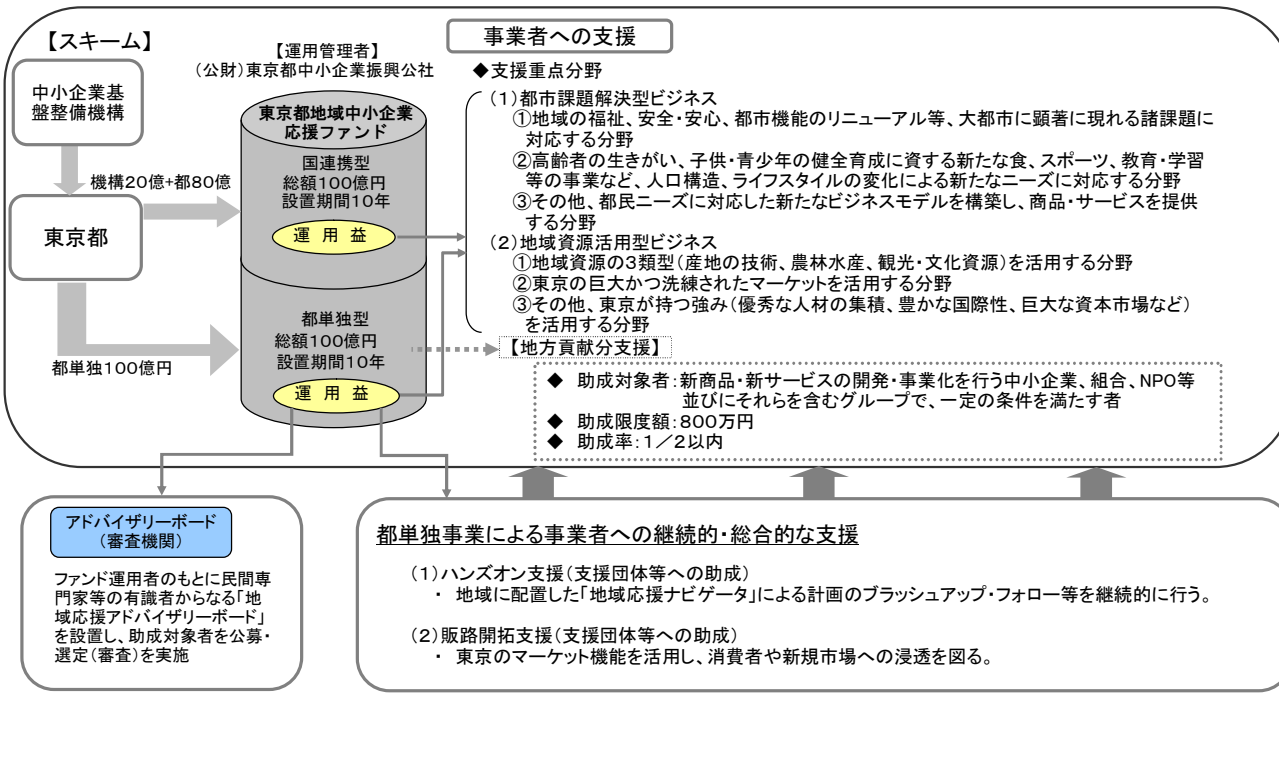 【スキーム】
中小企業基
盤整備機構
機構20億+都80億
東京都
都単独100億円
【運用管理者】
(公財)東京都中小企業振興公社
東京都地域中小企業
応援ファンド
国連携型
総額100億円
設置期間10年
運 用 益
都単独型
総額100億円
設置期間10年
運 用 益
事業者への支援
◆支援重点分野
(1)都市課題解決型ビジネス
①地域の福祉、安全・安心、都市機能のリニューアル等、大都市に顕著に現れる諸課題に
対応する分野
②高齢者の生きがい、子供・青少年の健全育成に資する新たな食、スポーツ、教育・学習
等の事業など、人口構造、ライフスタイルの変化による新たなニーズに対応する分野
③その他、都民ニーズに対応した新たなビジネスモデルを構築し、商品・サービスを提供
する分野
(2)地域資源活用型ビジネス
①地域資源の3類型(産地の技術、農林水産、観光・文化資源)を活用する分野
②東京の巨大かつ洗練されたマーケットを活用する分野
③その他、東京が持つ強み(優秀な人材の集積、豊かな国際性、巨大な資本市場など)
を活用する分野
【地方貢献分支援】
◆ 助成対象者:新商品・新サービスの開発・事業化を行う中小企業、組合、NPO等
並びにそれらを含むグループで、一定の条件を満たす者
◆ 助成限度額:800万円
◆ 助成率:1/2以内
アドバイザリーボード
(審査機関)
ファンド運用者のもとに民間専
門家等の有識者からなる「地
域応援アドバイザリーボード」
を設置し、助成対象者を公募・
選定(審査)を実施
都単独事業による事業者への継続的・総合的な支援
(1)ハンズオン支援(支援団体等への助成)
・ 地域に配置した「地域応援ナビゲータ」による計画のブラッシュアップ・フォロー等を継続的に行う。
(2)販路開拓支援(支援団体等への助成)
・ 東京のマーケット機能を活用し、消費者や新規市場への浸透を図る。